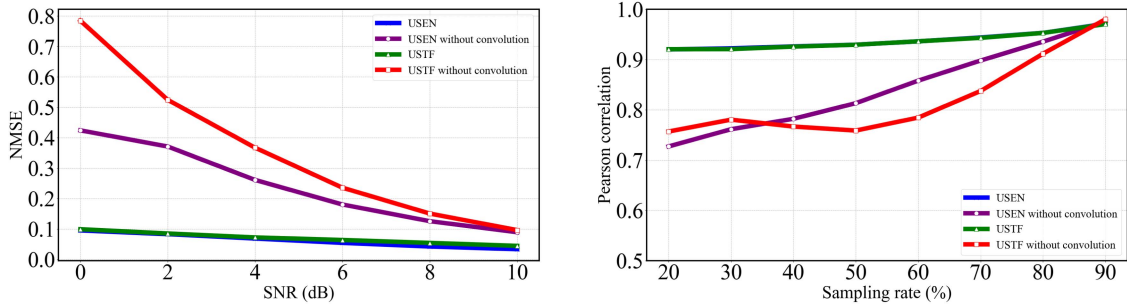 0.8
0.7
0.6
0.5
0.4
0.3
0.2
0.1
0.0
NMSE
0 2 4 6 8 10
SNR (dB)
USEN
USEN without convolution
USTF
USTF without convolution
1.0
0.9
0.8
0.7
0.6
0.5
Pearson correlation
20 30 40 50 60 70 80 90
Sampling rate (%)
USEN
USEN without convolution
USTF
USTF without convolution